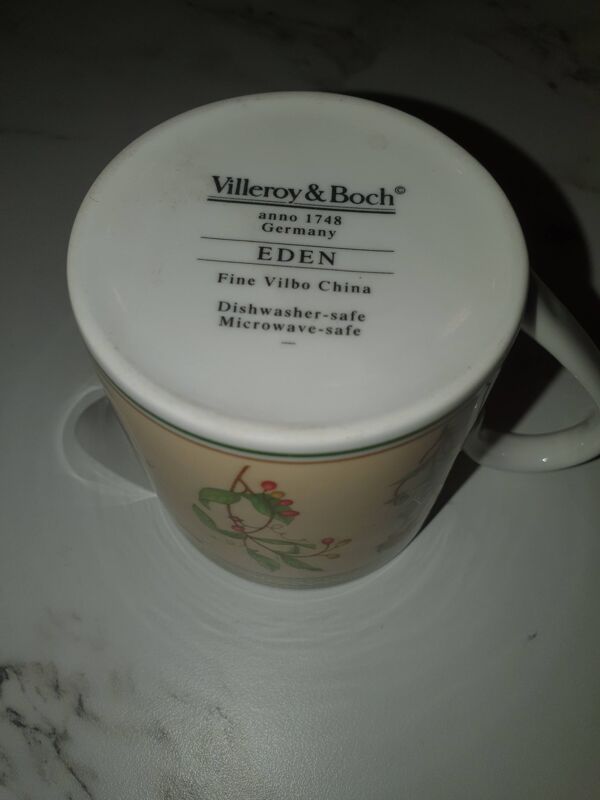 Villeroy & Boch©
anno 1748
Germany
EDEN
Fine Vilbo China
Dishwasher-safe
Microwave-safe